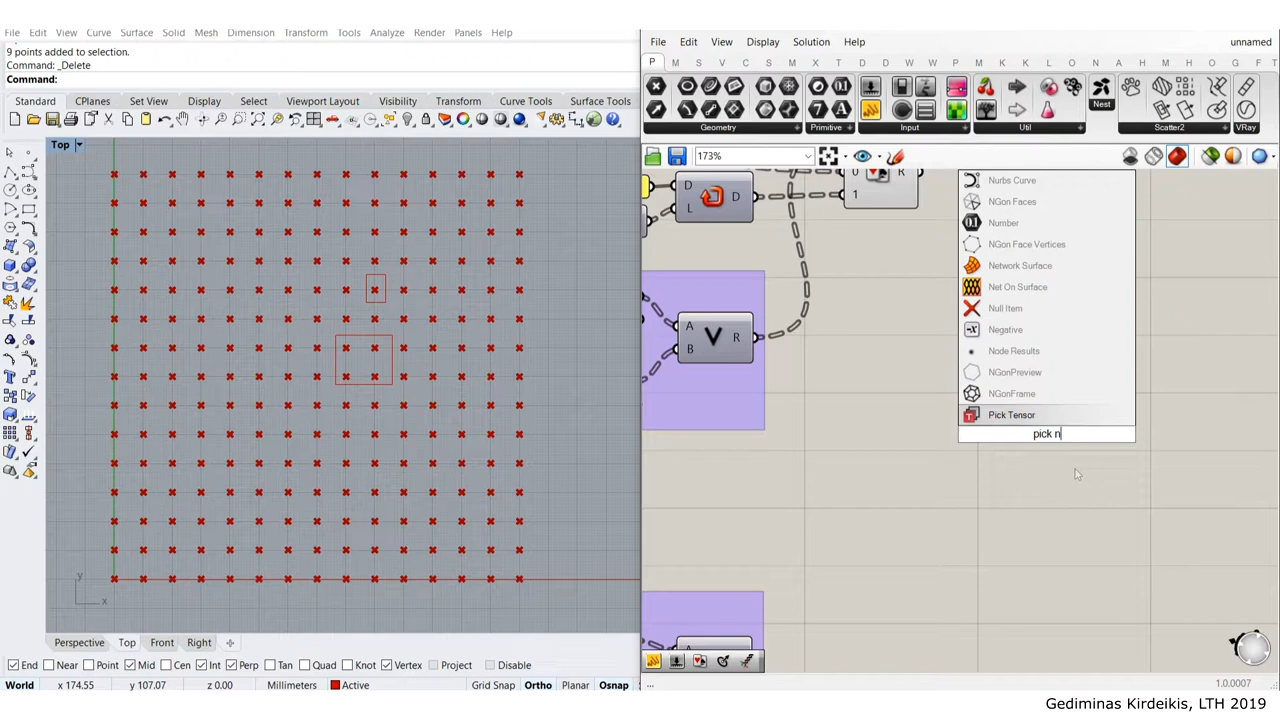 File Edit View Curve Surface Solid Mesh Dimension Transform Tools Analyze Render Panels Help
9 points added to selection.
Command: _Delete
Command:
Standard CPlanes Set View Display Select Viewport Layout Visibility Transform Curve Tools Surface Tools
Top
y
x
Perspective Top Front Right
End Near Point Mid Cen Int Perp Tan Quad Knot Vertex Project Disable
World x 174.55 y 107.07 z 0.00 Millimeters Active Grid Snap Ortho Planar Osnap
File Edit View Display Solution Help unnamed
P M S V C S M I T D D W M F K L O N L M H O G F T
Nest
Geometry Primitive Input Util Scatter2 VRay
173%
D D
L
0 R
1
A R
B
A
Nurbs Curve
NGon Faces
Number
NGon Face Vertices
Network Surface
Net On Surface
Null Item
Negative
Node Results
NGonPreview
NGonFrame
Pick Tensor
pick n
... 1.0.0007
Gediminas Kirdeikis, LTH 2019